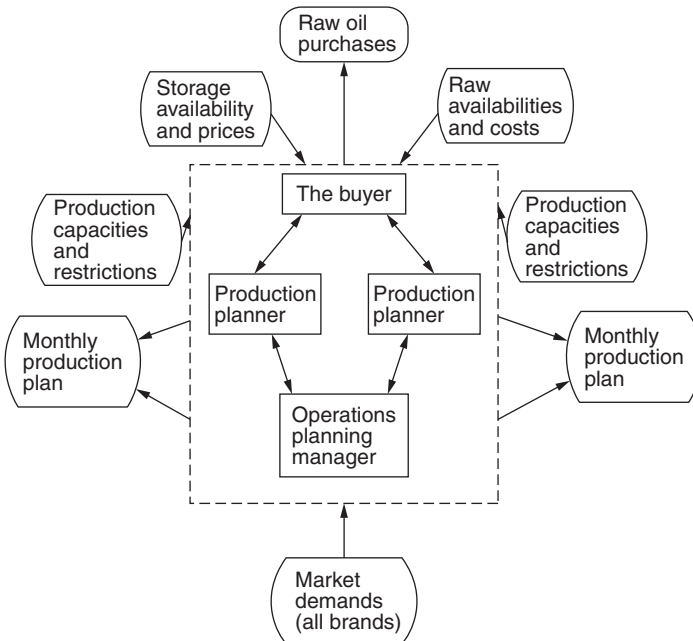 Raw oil
purchases
Storage
availability
and prices
Raw
availabilities
and costs
The buyer
Production
capacities
and
restrictions
Production
capacities
and
restrictions
Production
planner
Production
planner
Monthly
production
plan
Monthly
production
plan
Operations
planning
manager
Market
demands
(all brands)